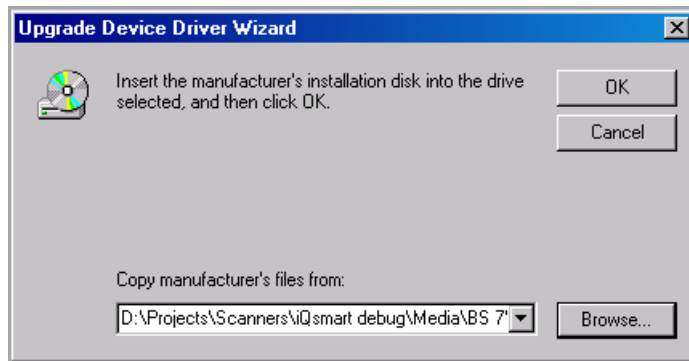 Upgrade Device Driver Wizard
Insert the manufacturer's installation disk into the drive
selected, and then click OK.
OK
Cancel
Copy manufacturer's files from:
D:\Projects\Scanners\iQsmart debug\Media\BS 7'
Browse...